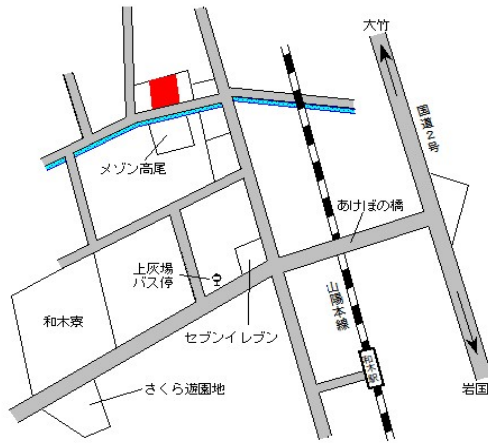 大竹
国道2号
メゾン高尾
あけぼの橋
上灰場
バス停
山陽本線
和木寮
セブンイレブン
和木駅
さくら遊園地
岩国